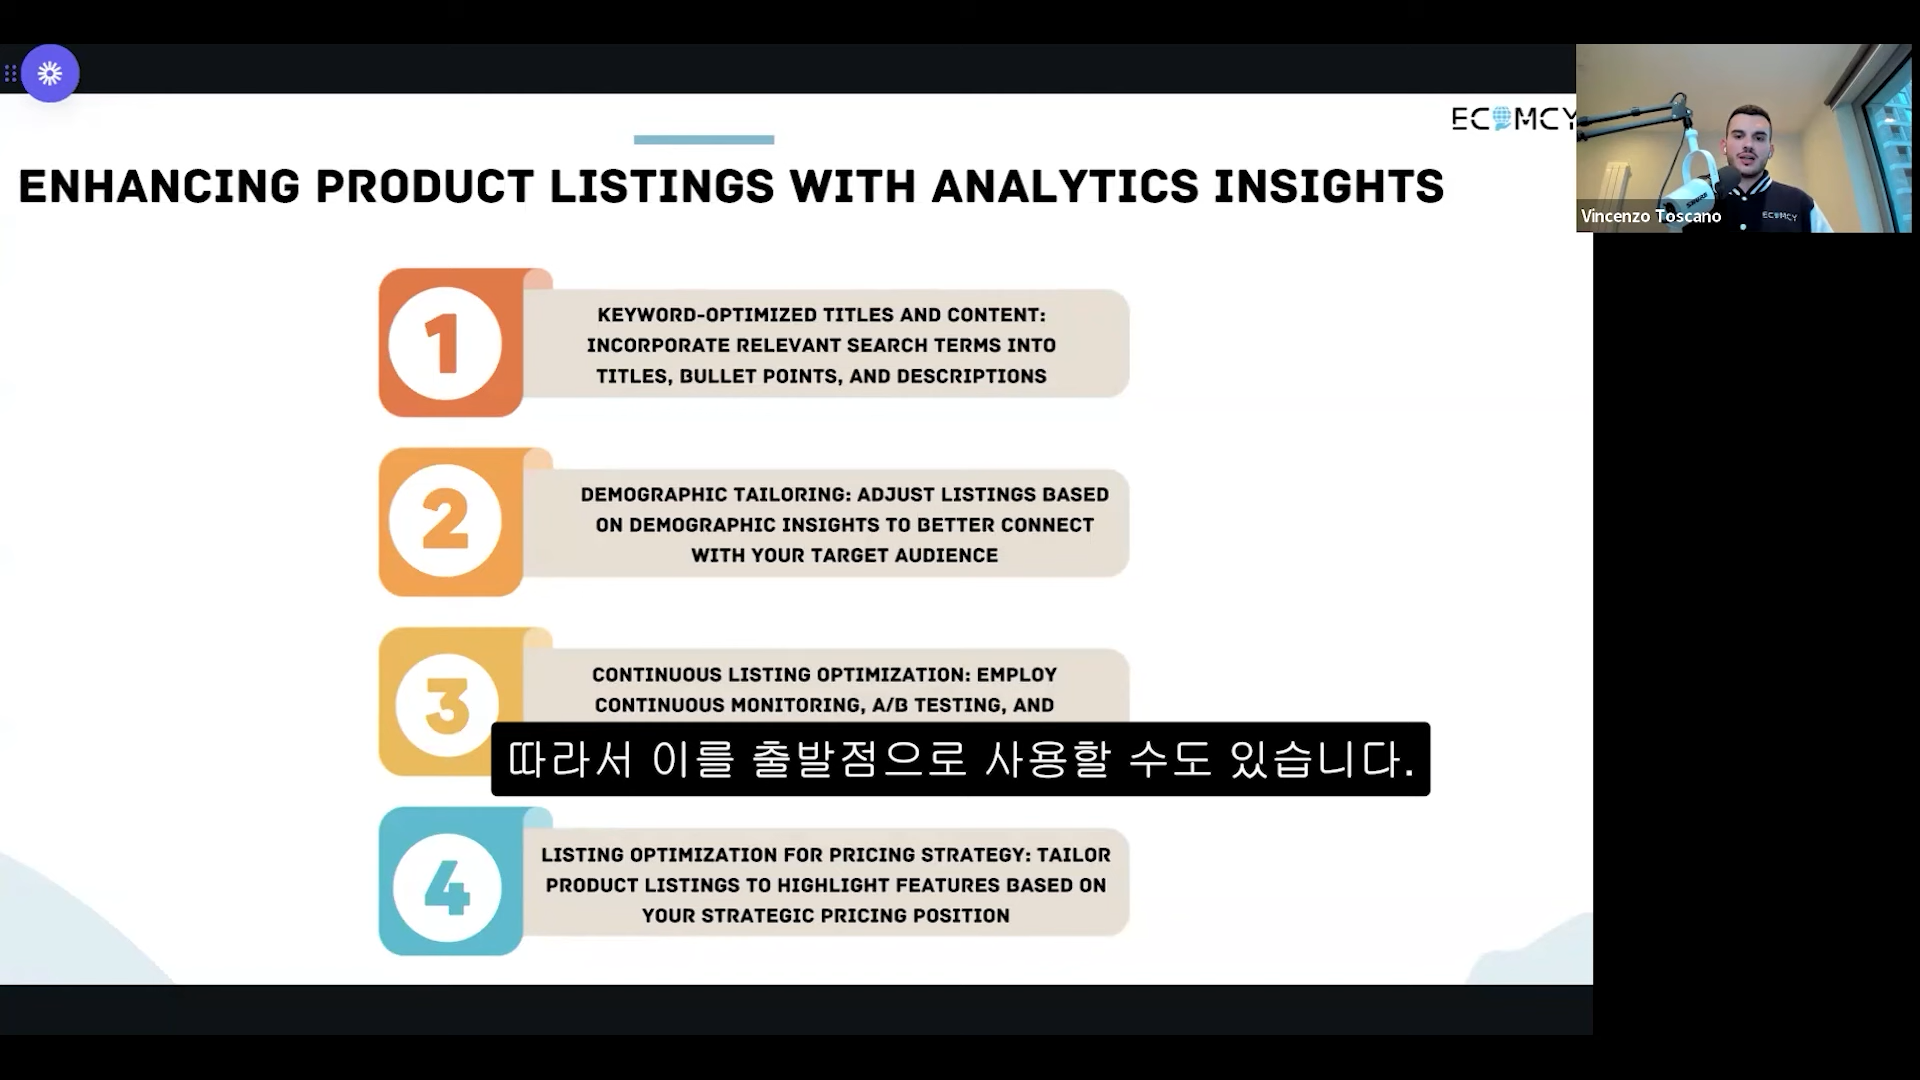 ECOMCY
ENHANCING PRODUCT LISTINGS WITH ANALYTICS INSIGHTS
Vincenzo Toscano
SHURE
ECOMCY
1
KEYWORD-OPTIMIZED TITLES AND CONTENT:
INCORPORATE RELEVANT SEARCH TERMS INTO
TITLES, BULLET POINTS, AND DESCRIPTIONS
2
DEMOGRAPHIC TAILORING: ADJUST LISTINGS BASED
ON DEMOGRAPHIC INSIGHTS TO BETTER CONNECT
WITH YOUR TARGET AUDIENCE
3
CONTINUOUS LISTING OPTIMIZATION: EMPLOY
CONTINUOUS MONITORING, A/B TESTING, AND
따라서 이를 출발점으로 사용할 수도 있습니다.
4
LISTING OPTIMIZATION FOR PRICING STRATEGY: TAILOR
PRODUCT LISTINGS TO HIGHLIGHT FEATURES BASED ON
YOUR STRATEGIC PRICING POSITION